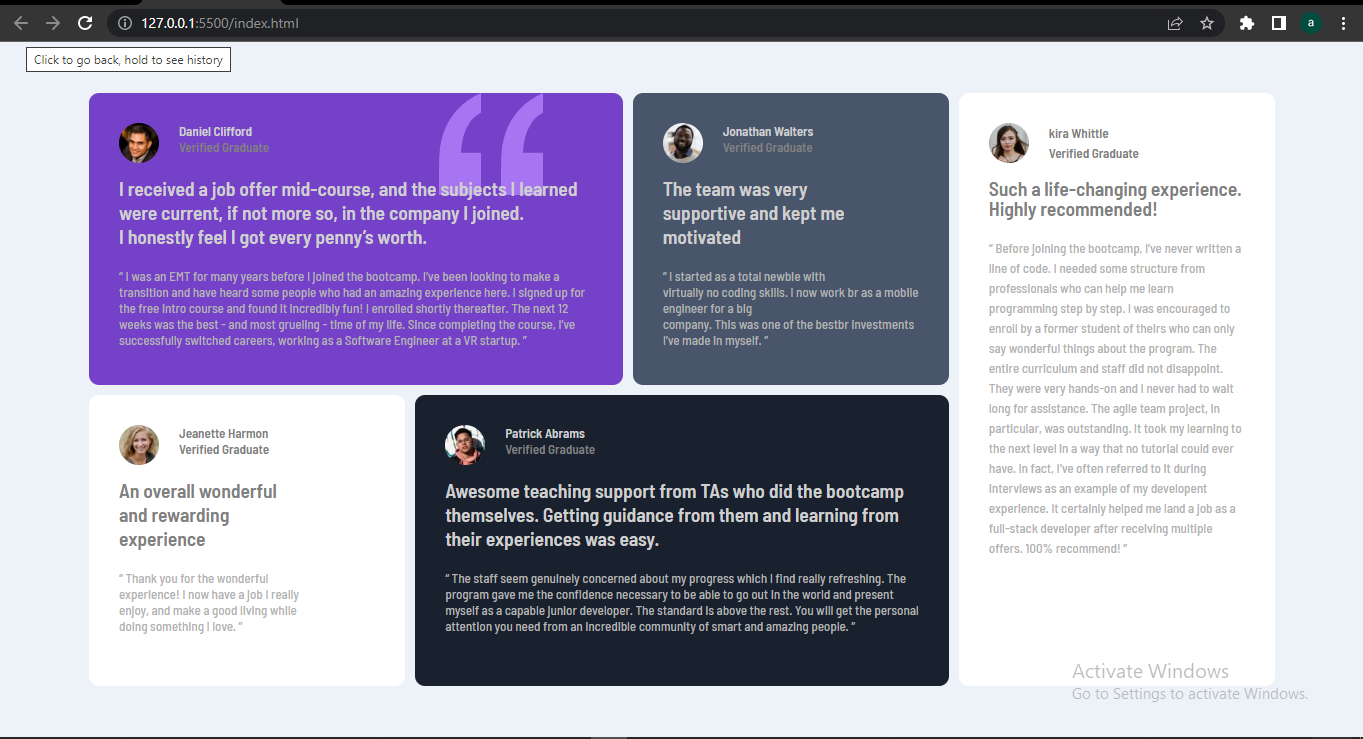 127.0.0.1:5500/index.html
a
Click to go back, hold to see history
“
Daniel Clifford
Verified Graduate
I received a job offer mid-course, and the subjects I learned
were current, if not more so, in the company I joined.
I honestly feel I got every penny’s worth.
“ I was an EMT for many years before I joined the bootcamp. I’ve been looking to make a
transition and have heard some people who had an amazing experience here. I signed up for
the free intro course and found it incredibly fun! I enrolled shortly thereafter. The next 12
weeks was the best - and most grueling - time of my life. Since completing the course, I’ve
successfully switched careers, working as a Software Engineer at a VR startup. ”
Jonathan Walters
Verified Graduate
The team was very
supportive and kept me
motivated
“ I started as a total newbie with
virtually no coding skills. I now work br as a mobile
engineer for a big
company. This was one of the bestbr investments
I’ve made in myself. ”
kira Whittle
Verified Graduate
Such a life-changing experience.
Highly recommended!
“ Before joining the bootcamp, I’ve never written a
line of code. I needed some structure from
professionals who can help me learn
programming step by step. I was encouraged to
enroll by a former student of theirs who can only
say wonderful things about the program. The
entire curriculum and staff did not disappoint.
They were very hands-on and I never had to wait
long for assistance. The agile team project, in
particular, was outstanding. It took my learning to
the next level in a way that no tutorial could ever
have. In fact, I’ve often referred to it during
interviews as an example of my developent
experience. It certainly helped me land a job as a
full-stack developer after receiving multiple
offers. 100% recommend! ”
Jeanette Harmon
Verified Graduate
An overall wonderful
and rewarding
experience
“ Thank you for the wonderful
experience! I now have a job I really
enjoy, and make a good living while
doing something I love. ”
Patrick Abrams
Verified Graduate
Awesome teaching support from TAs who did the bootcamp
themselves. Getting guidance from them and learning from
their experiences was easy.
“ The staff seem genuinely concerned about my progress which I find really refreshing. The
program gave me the confidence necessary to be able to go out in the world and present
myself as a capable junior developer. The standard is above the rest. You will get the personal
attention you need from an incredible community of smart and amazing people. ”
Activate Windows
Go to Settings to activate Windows.